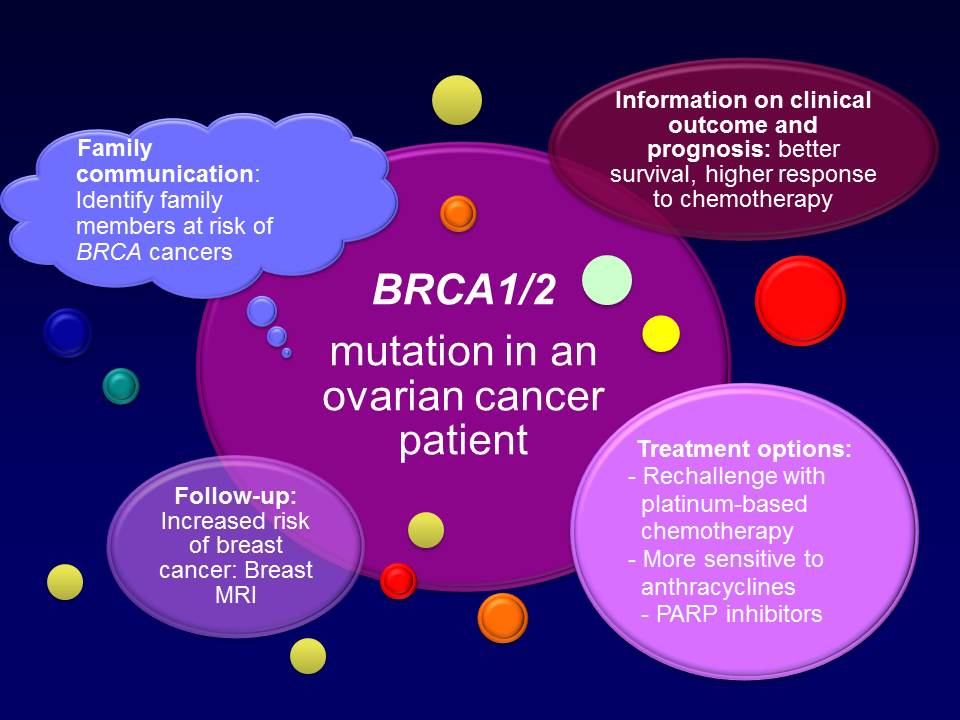 Family
communication:
Identify family
members at risk of
BRCA cancers
Information on clinical
outcome and
prognosis: better
survival, higher response
to chemotherapy
BRCA1/2
mutation in an
ovarian cancer
patient
Follow-up:
Increased risk
of breast
cancer: Breast
MRI
Treatment options:
- Rechallenge with
platinum-based
chemotherapy
- More sensitive to
anthracyclines
- PARP inhibitors